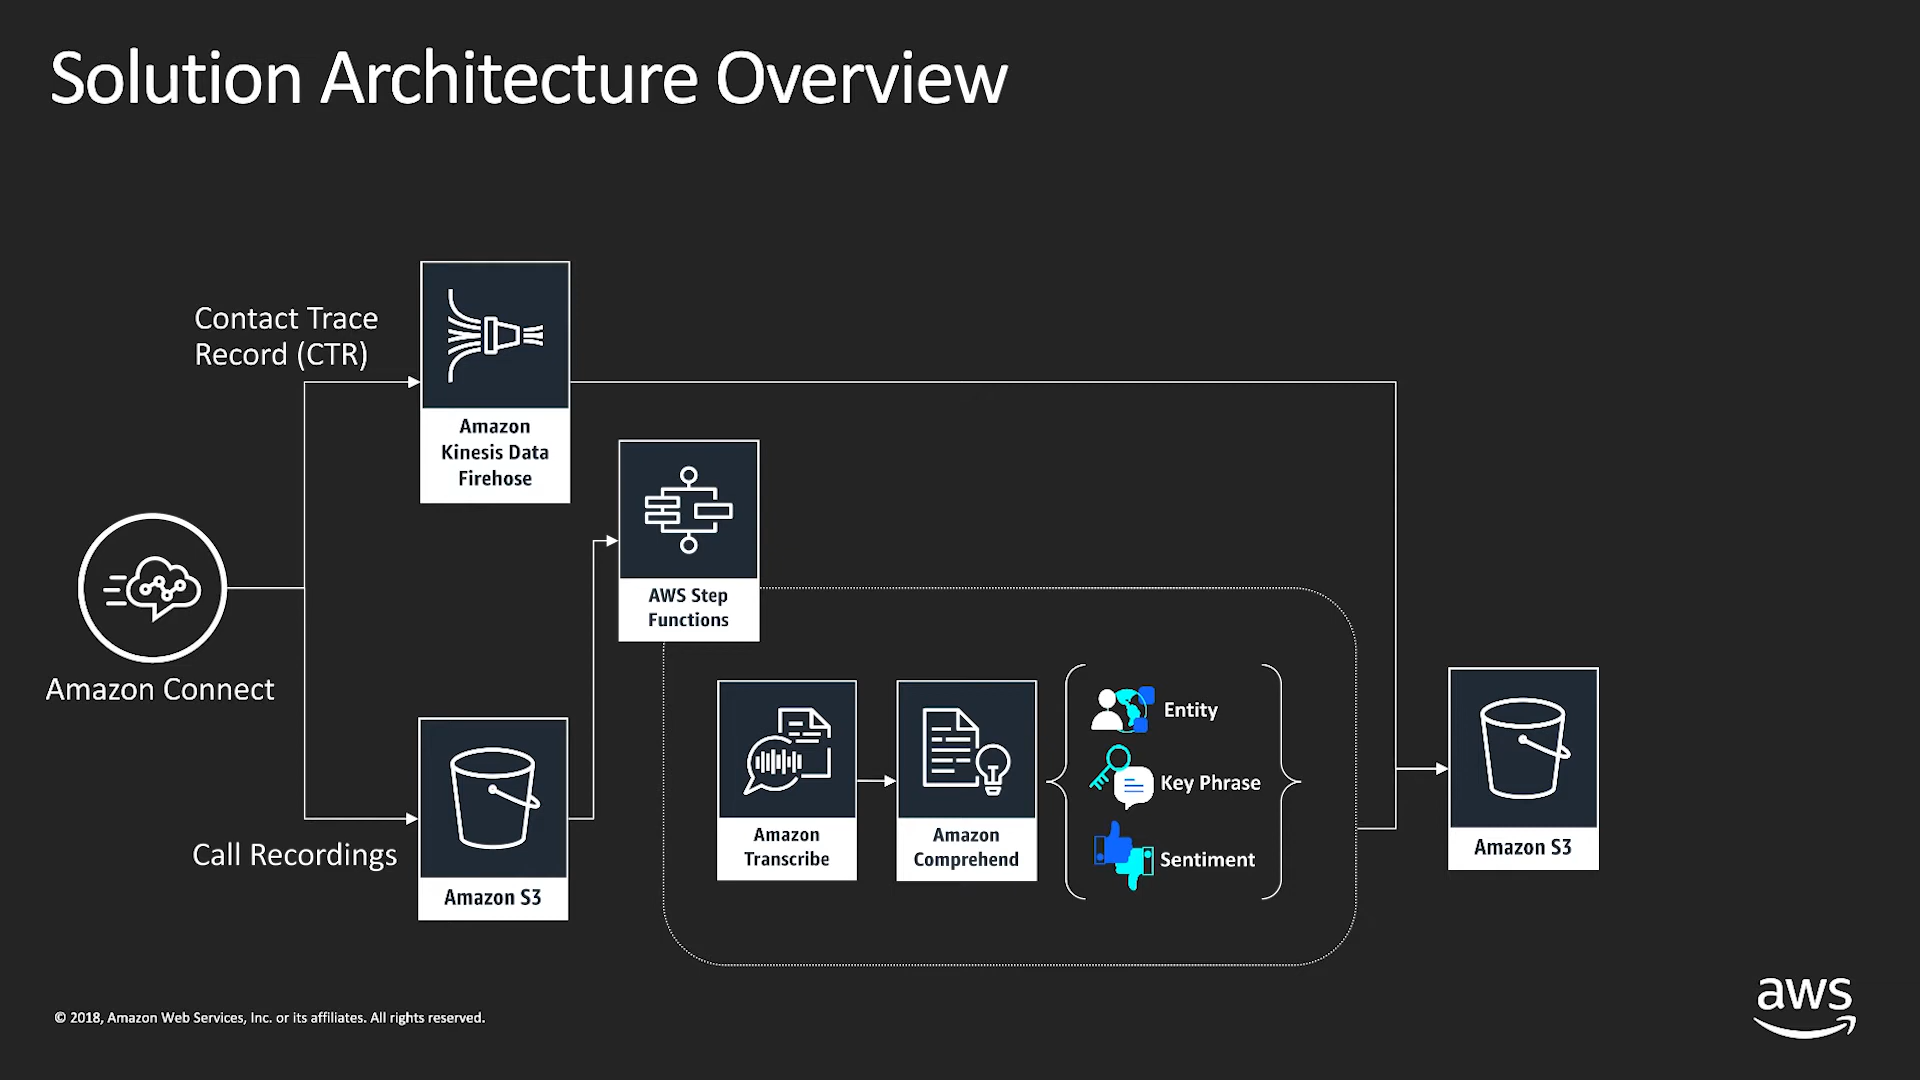 Solution Architecture Overview
Contact Trace
Record (CTR)
Amazon
Kinesis Data
Firehose
AWS Step
Functions
Amazon Connect
Call Recordings
Amazon S3
Amazon
Transcribe
Amazon
Comprehend
Entity
Key Phrase
Sentiment
Amazon S3
© 2018, Amazon Web Services, Inc. or its affiliates. All rights reserved.
aws